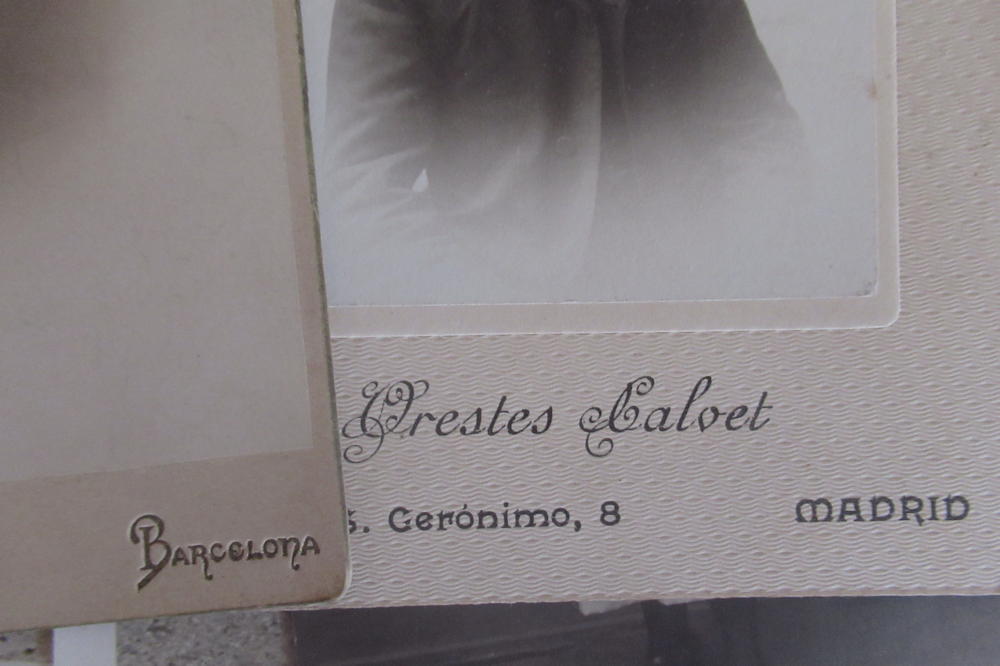 Orestes Calvet
S. Gerónimo, 8 MADRID
BARCELONA